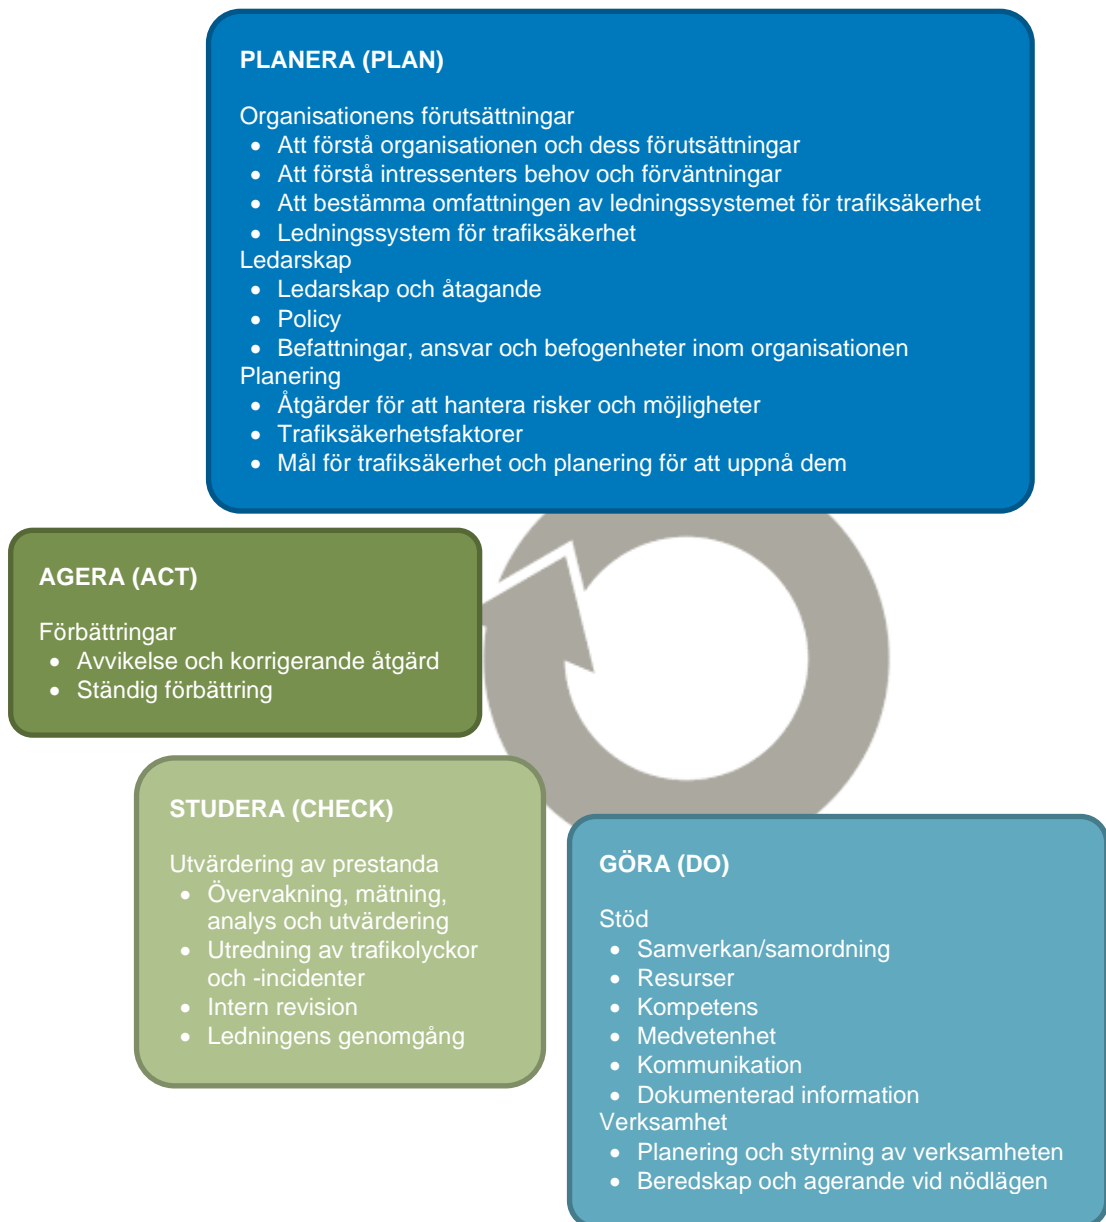 PLANERA (PLAN)
Organisationens förutsättningar
• Att förstå organisationen och dess förutsättningar
• Att förstå intressenters behov och förväntningar
• Att bestämma omfattningen av ledningssystemet för trafiksäkerhet
• Ledningssystem för trafiksäkerhet
Ledarskap
• Ledarskap och åtagande
• Policy
• Befattningar, ansvar och befogenheter inom organisationen
Planering
• Åtgärder för att hantera risker och möjligheter
• Trafiksäkerhetsfaktorer
• Mål för trafiksäkerhet och planering för att uppnå dem
AGERA (ACT)
Förbättringar
• Avvikelse och korrigerande åtgärd
• Ständig förbättring
STUDERA (CHECK)
Utvärdering av prestanda
• Övervakning, mätning,
analys och utvärdering
• Utredning av trafikolyckor
och -incidenter
• Intern revision
• Ledningens genomgång
GÖRA (DO)
Stöd
• Samverkan/samordning
• Resurser
• Kompetens
• Medvetenhet
• Kommunikation
• Dokumenterad information
Verksamhet
• Planering och styrning av verksamheten
• Beredskap och agerande vid nödlägen